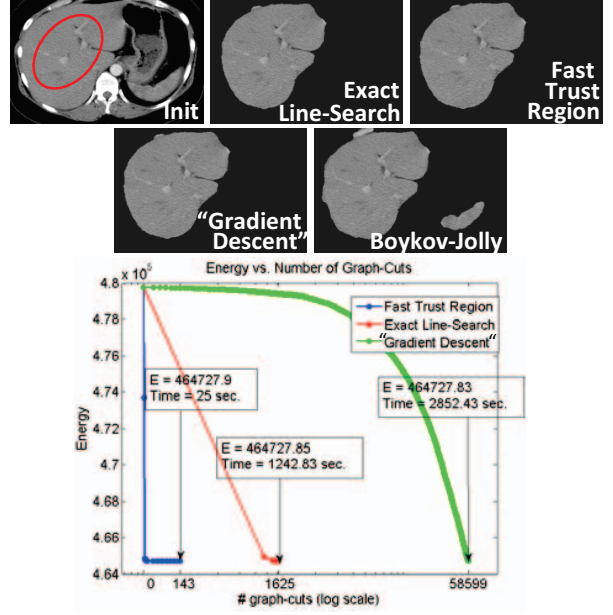 Init
Exact
Line-Search
Fast
Trust
Region
“Gradient
Descent”
Boykov-Jolly
Energy vs. Number of Graph-Cuts
x 10^5
4.8
4.78
4.76
4.74
4.72
4.7
4.68
4.66
4.64
Energy
Fast Trust Region
Exact Line-Search
“Gradient Descent“
E = 464727.9
Time = 25 sec.
E = 464727.85
Time = 1242.83 sec.
E = 464727.83
Time = 2852.43 sec.
0 143 1625 58599
# graph-cuts (log scale)